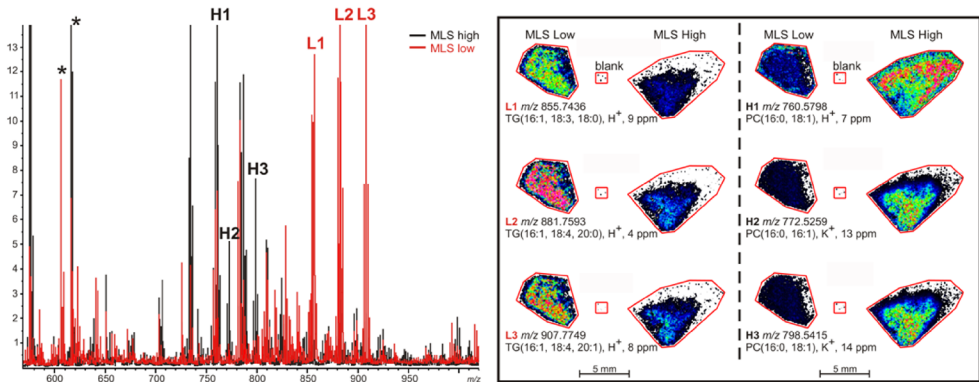 * * H1 L2 L3
MLS high
MLS low
L1
H3
H2
13
12
11
10
9
8
7
6
5
4
3
2
1
600 650 700 750 800 850 900 950 m/z
MLS Low MLS High
blank
L1 m/z 855.7436
TG(16:1, 18:3, 18:0), H+, 9 ppm
L2 m/z 881.7593
TG(16:1, 18:4, 20:0), H+, 4 ppm
L3 m/z 907.7749
TG(16:1, 18:4, 20:1), H+, 8 ppm
5 mm
MLS Low MLS High
blank
H1 m/z 760.5798
PC(16:0, 18:1), H+, 7 ppm
H2 m/z 772.5259
PC(16:0, 16:1), K+, 13 ppm
H3 m/z 798.5415
PC(16:0, 18:1), K+, 14 ppm
5 mm